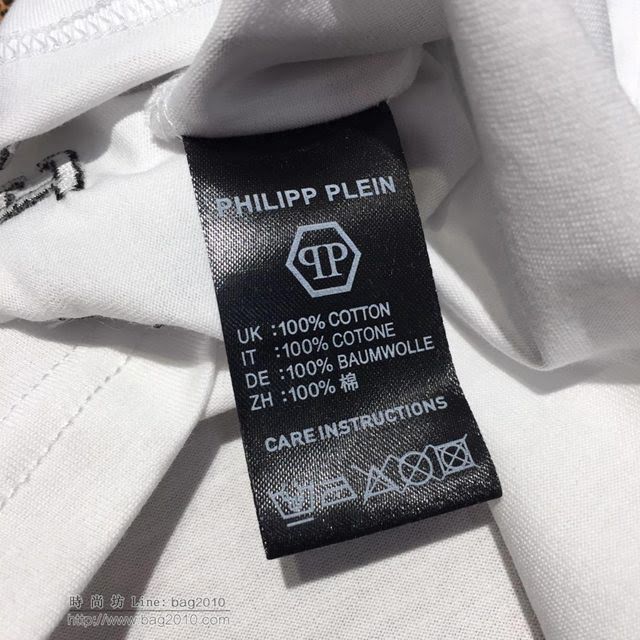 PHILIPP PLEIN
PP
UK :100% COTTON
IT :100% COTONE
DE :100% BAUMWOLLE
ZH :100% 棉
CARE INSTRUCTIONS
時尚坊 Line: bag2010
http://www.bag2010.com